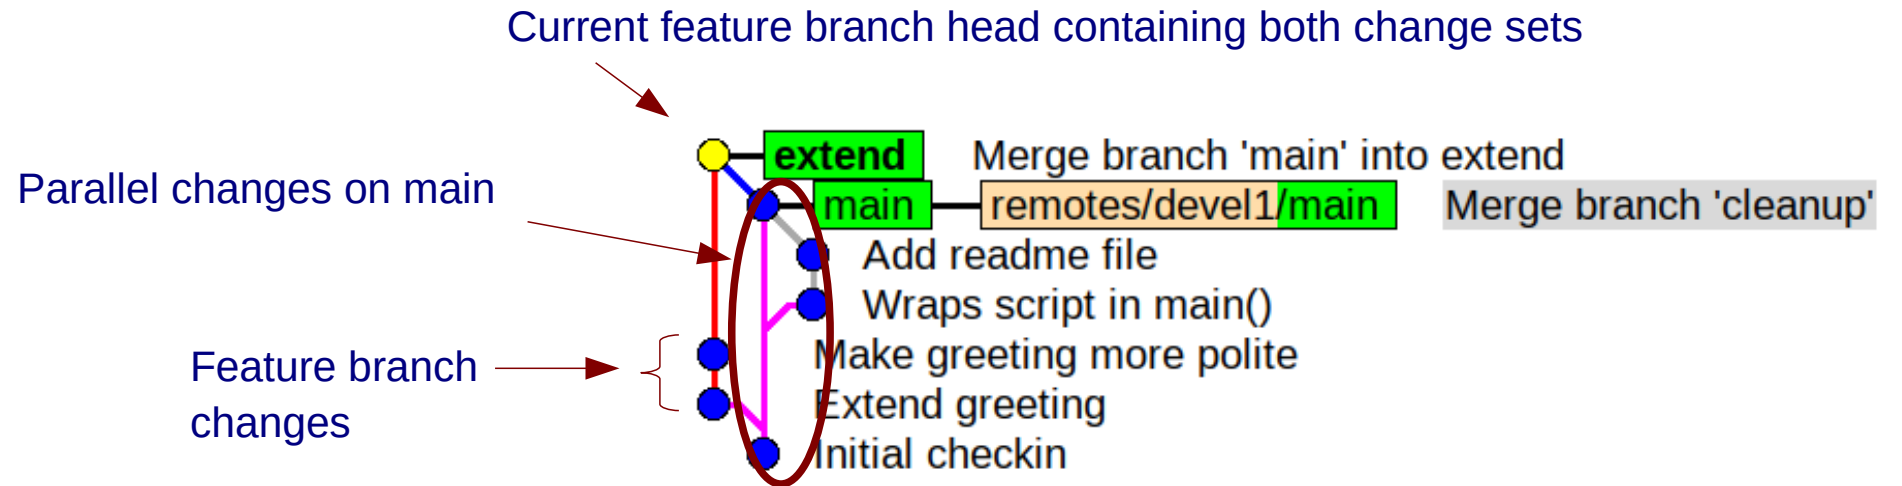 Current feature branch head containing both change sets
extend Merge branch 'main' into extend
Parallel changes on main
main remotes/devel1/main Merge branch 'cleanup'
Add readme file
Wraps script in main()
Make greeting more polite
Feature branch
changes
Extend greeting
Initial checkin